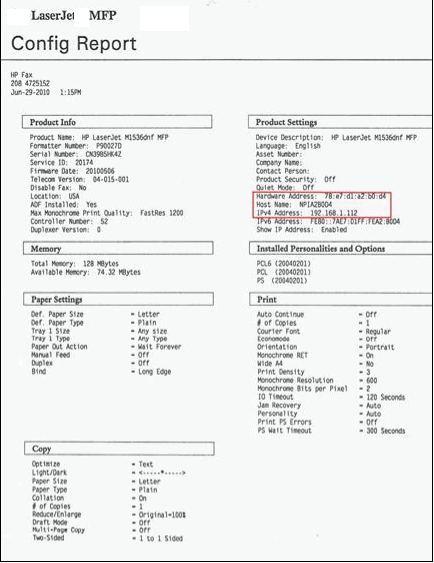 LaserJet MFP
Config Report
HP Fax
208 4725152
Jun-29-2010 1:15PM
Product Info
Product Name: HP LaserJet M1536dnf MFP
Formatter Number: P90027D
Serial Number: CN39BSHK4Z
Service ID: 20174
Firmware Date: 20100506
Telecom Version: 04-015-001
Disable Fax: No
Location: USA
ADF Installed: Yes
Max Monochrome Print Quality: FastRes 1200
Controller Number: 52
Duplexer Version: 0
Memory
Total Memory: 128 MBytes
Available Memory: 74.32 MBytes
Paper Settings
Def. Paper Size = Letter
Def. Paper Type = Plain
Tray 1 Size = Any size
Tray 1 Type = Any Type
Paper Out Action = Wait Forever
Manual Feed = Off
Duplex = Off
Bind = Long Edge
Copy
Optimize = Text
Light/Dark = <-----*----->
Paper Size = Letter
Paper Type = Plain
Collation = On
# of Copies = 1
Reduce/Enlarge = Original=100%
Draft Mode = Off
Multi-Page Copy = Off
Two-Sided = 1 to 1 Sided
Product Settings
Device Description: HP LaserJet M1536dnf MFP
Language: English
Asset Number:
Company Name:
Contact Person:
Product Security: Off
Quiet Mode: Off
Hardware Address: 78:e7:d1:a2:b0:d4
Host Name: NPIA2B0D4
IPv4 Address: 192.168.1.112
IPv6 Address: FE80::7AE7:D1FF:FEA2:B0D4
Show IP Address: Enabled
Installed Personalities and Options
PCL6 (20040201)
PCL (20040201)
PS (20040201)
Print
Auto Continue = Off
# of Copies = 1
Courier Font = Regular
Economode = Off
Orientation = Portrait
Monochrome RET = On
Wide A4 = No
Print Density = 3
Monochrome Resolution = 600
Monochrome Bits per Pixel = 2
IO Timeout = 120 Seconds
Jam Recovery = Auto
Personality = Auto
Print PS Errors = Off
PS Wait Timeout = 300 Seconds